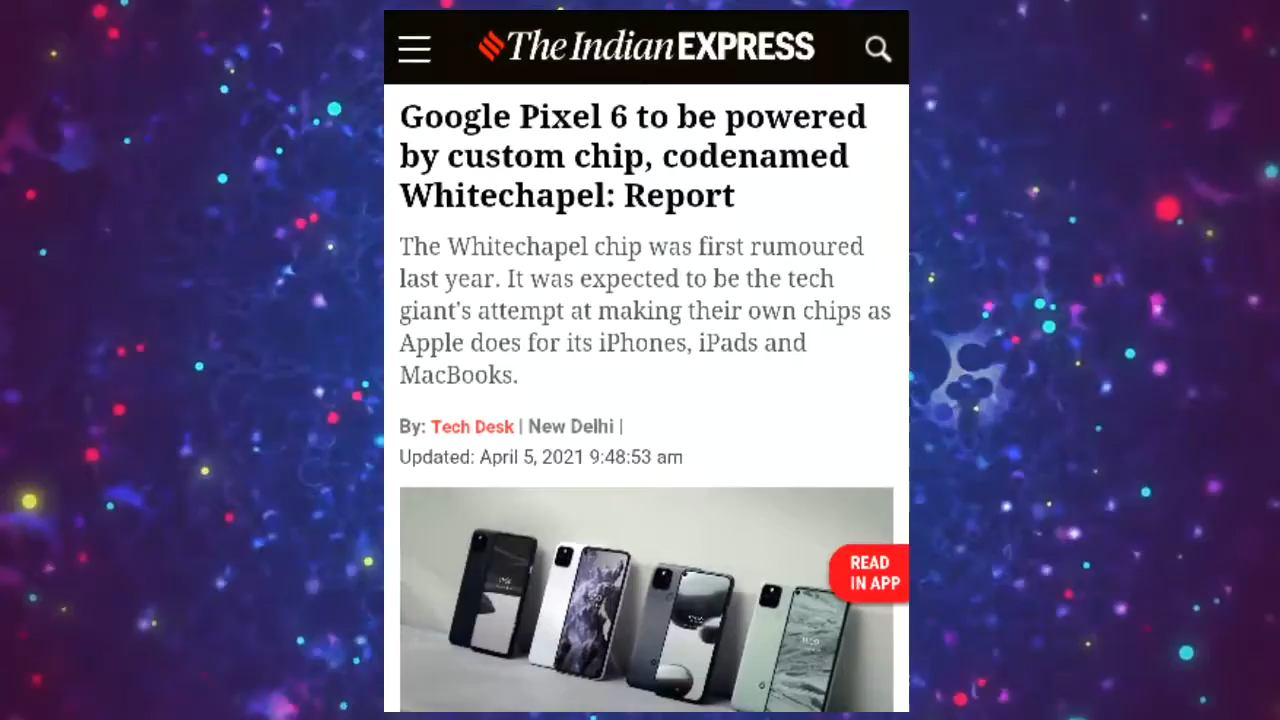 The Indian EXPRESS
Google Pixel 6 to be powered
by custom chip, codenamed
Whitechapel: Report
The Whitechapel chip was first rumoured
last year. It was expected to be the tech
giant's attempt at making their own chips as
Apple does for its iPhones, iPads and
MacBooks.
By: Tech Desk | New Delhi |
Updated: April 5, 2021 9:48:53 am
READ
IN APP